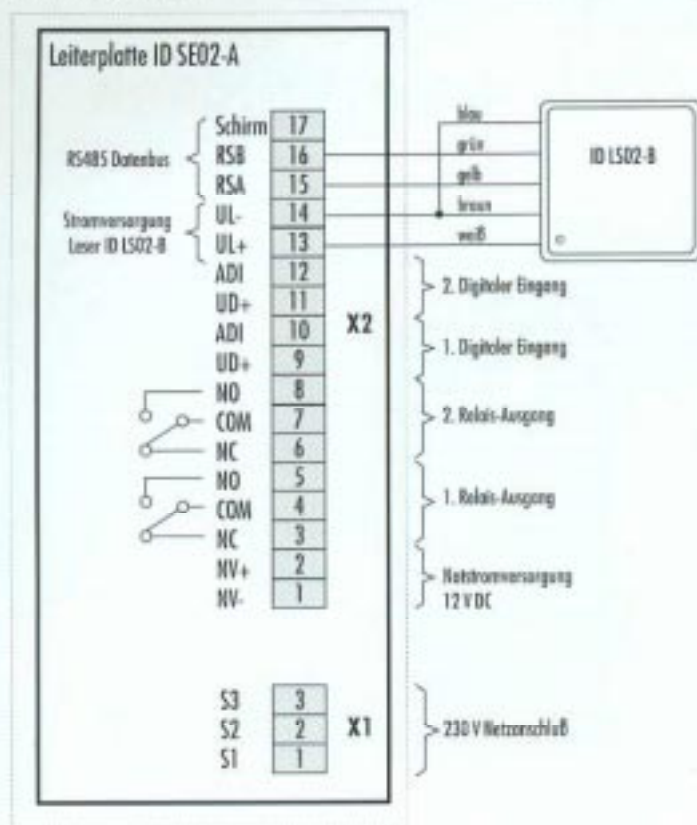 Leiterplatte ID SE02-A
RS485 Datenbus
Schirm 17
RSB 16
RSA 15
Stromversorgung
Leser ID LS02-B
UL- 14
UL+ 13
ADI 12
UD+ 11
ADI 10
UD+ 9
NO 8
COM 7
NC 6
NO 5
COM 4
NC 3
NV+ 2
NV- 1
X2
blau
grün
gelb
braun
weiß
ID LS02-B
2. Digitaler Eingang
1. Digitaler Eingang
2. Relais-Ausgang
1. Relais-Ausgang
Notstromversorgung
12 V DC
S3 3
S2 2
S1 1
X1
230 V Netzanschluß